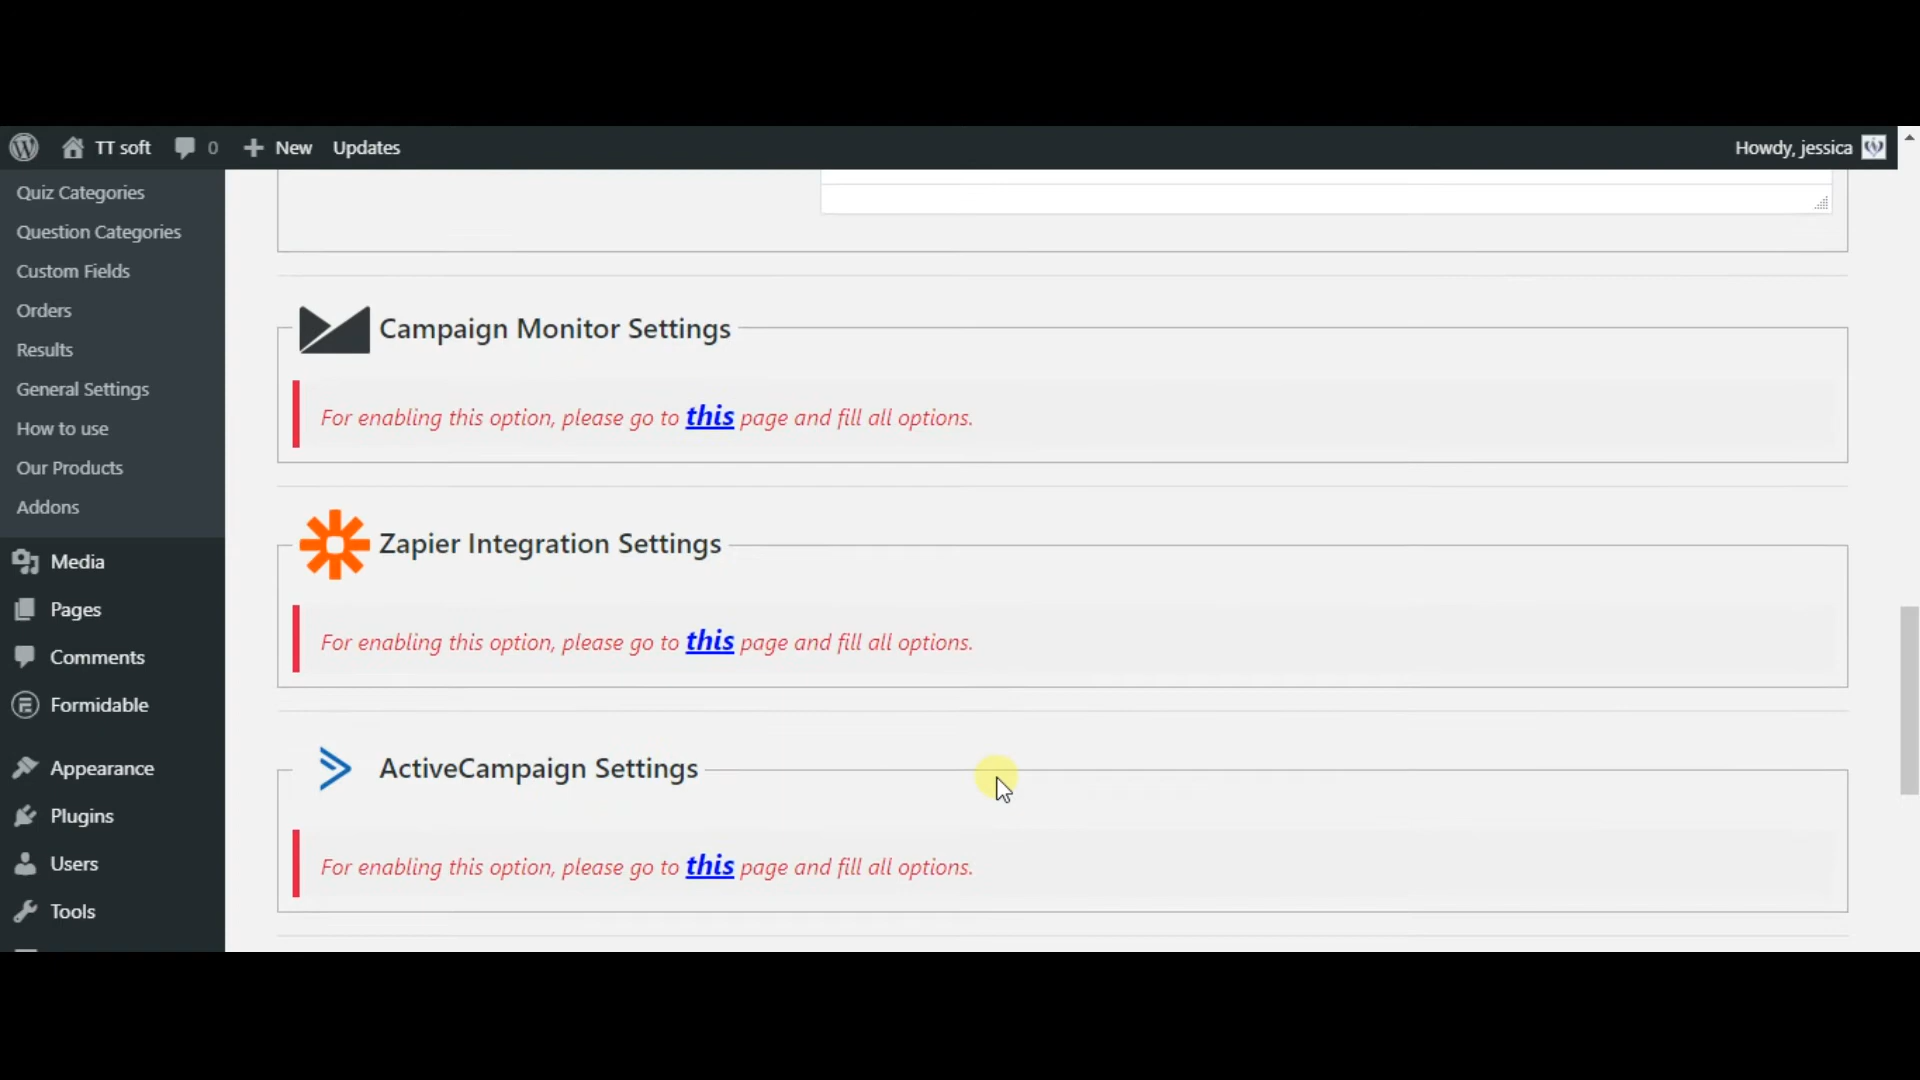 TT soft 0 New Updates Howdy, jessica
Quiz Categories
Question Categories
Custom Fields
Orders
Results
General Settings
How to use
Our Products
Addons
Media
Pages
Comments
Formidable
Appearance
Plugins
Users
Tools
Campaign Monitor Settings
For enabling this option, please go to this page and fill all options.
Zapier Integration Settings
For enabling this option, please go to this page and fill all options.
ActiveCampaign Settings
For enabling this option, please go to this page and fill all options.